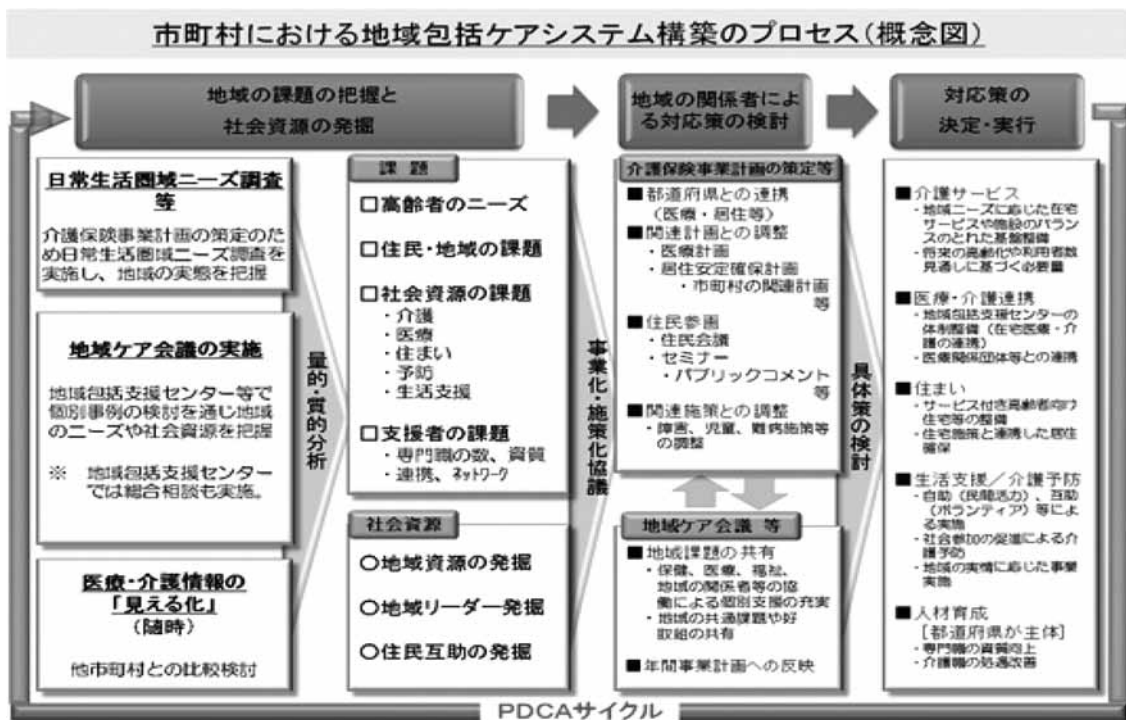 市町村における地域包括ケアシステム構築のプロセス(概念図)
地域の課題の把握と
社会資源の発掘
地域の関係者によ
る対応策の検討
対応策の
決定・実行
日常生活圏域ニーズ調査
等
介護保険事業計画の策定のた
め日常生活圏域ニーズ調査を
実施し、地域の実態を把握
地域ケア会議の実施
地域包括支援センター等で
個別事例の検討を通じ地域
のニーズや社会資源を把握
※ 地域包括支援センター
では総合相談も実施。
医療・介護情報の
「見える化」
(随時)
他市町村との比較検討
量的・質的分析
課 題
□高齢者のニーズ
□住民・地域の課題
□社会資源の課題
・介護
・医療
・住まい
・予防
・生活支援
□支援者の課題
・専門職の数、資質
・連携、ネットワーク
社会資源
○地域資源の発掘
○地域リーダー発掘
○住民互助の発掘
事業化・施策化協議
介護保険事業計画の策定等
■都道府県との連携
(医療・居住等)
■関連計画との調整
・医療計画
・居住安定確保計画
・市町村の関連計画
等
■住民参画
・住民会議
・セミナー
・パブリックコメント
等
■関連施策との調整
・障害、児童、難病施策等
の調整
地域ケア会議 等
■地域課題の共有
・保健、医療、福祉、
地域の関係者等の協
働による個別支援の充実
・地域の共通課題や好
取組の共有
■年間事業計画への反映
具体策の検討
■介護サービス
・地域ニーズに応じた在宅
サービスや施設のバランス
のとれた基盤整備
・将来の高齢化や利用者数
見通しに基づく必要量
■医療・介護連携
・地域包括支援センターの
体制整備(在宅医療・介
護の連携)
・医療関係団体等との連携
■住まい
・サービス付き高齢者向け
住宅等の整備
・住宅施策と連携した居住
確保
■生活支援/介護予防
・自助(民間活力)、互助
(ボランティア)等によ
る実施
・社会参加の促進による介
護予防
・地域の実情に応じた事業
実施
■人材育成
[都道府県が主体]
・専門職の資質向上
・介護職の処遇改善
PDCAサイクル